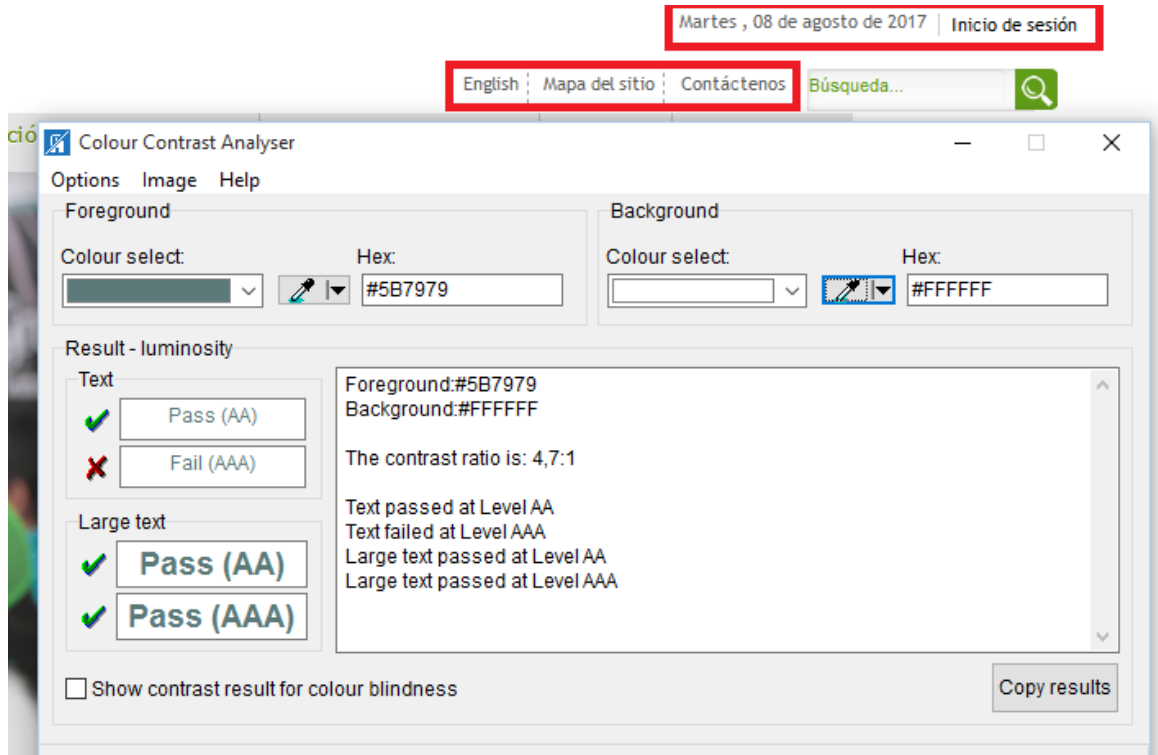 Martes , 08 de agosto de 2017 Inicio de sesión
English Mapa del sitio Contáctenos Búsqueda...
ció
Colour Contrast Analyser
Options Image Help
Foreground Background
Colour select: Hex: Colour select: Hex:
#5B7979 #FFFFFF
Result - luminosity
Text
Pass (AA)
Fail (AAA)
Large text
Pass (AA)
Pass (AAA)
Foreground:#5B7979
Background:#FFFFFF
The contrast ratio is: 4,7:1
Text passed at Level AA
Text failed at Level AAA
Large text passed at Level AA
Large text passed at Level AAA
Show contrast result for colour blindness Copy results